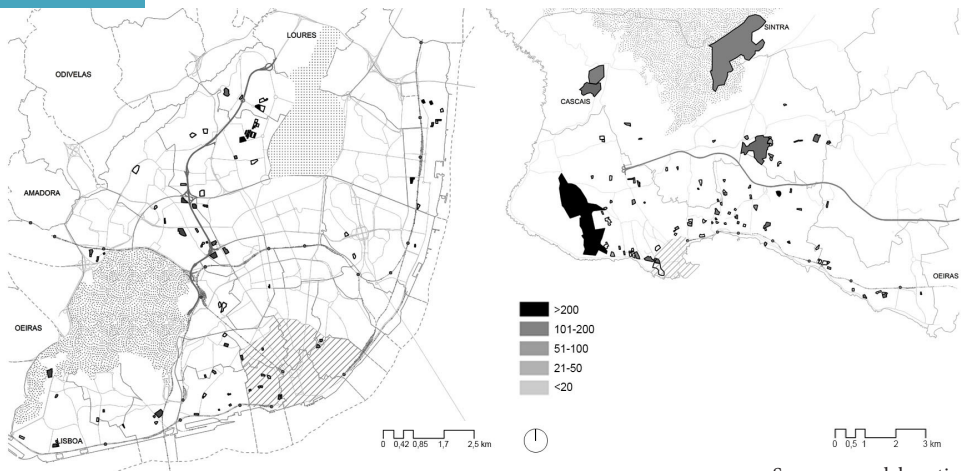 LOURES
ODIVELAS
AMADORA
OEIRAS
LISBOA
0 0,42 0,85 1,7 2,5 km
SINTRA
CASCAIS
OEIRAS
>200
101-200
51-100
21-50
<20
0 0,5 1 2 3 km